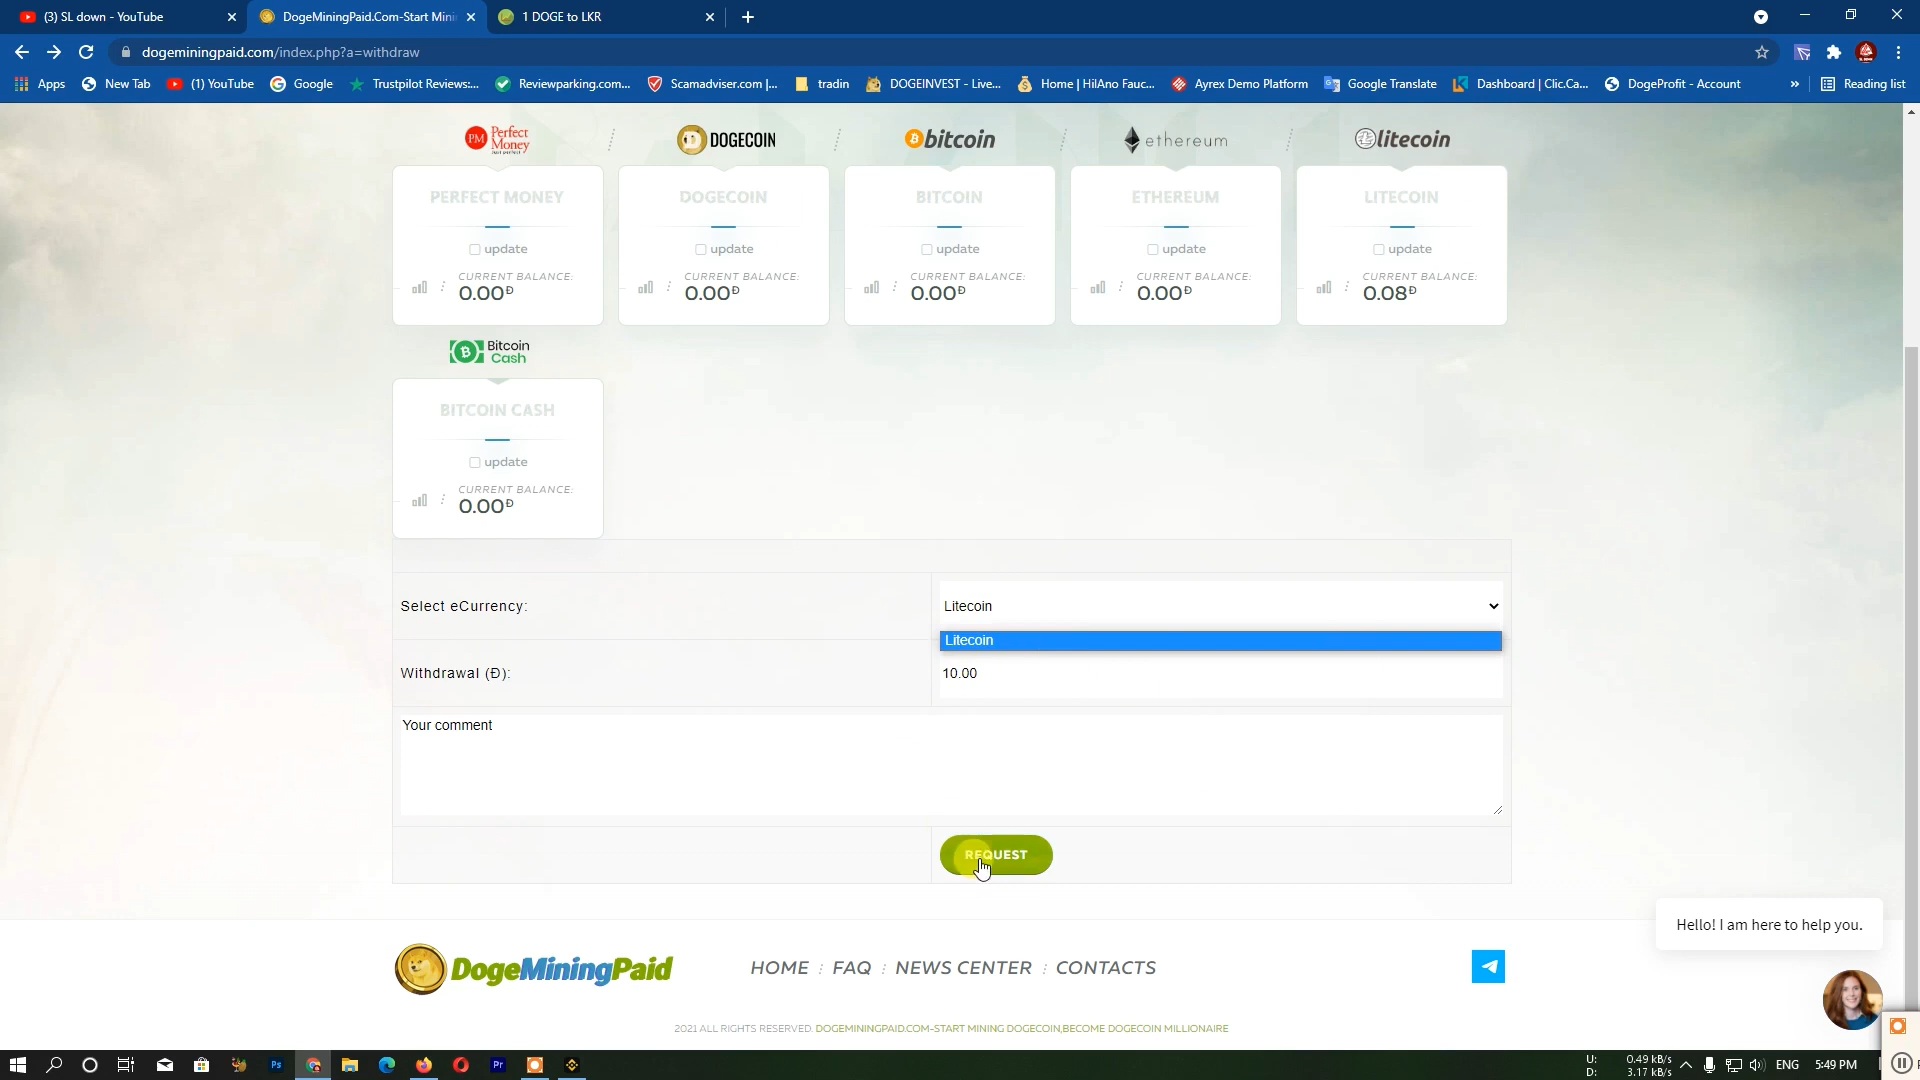 (3) SL down - YouTube
DogeMiningPaid.Com-Start Mini
1 DOGE to LKR
dogeminingpaid.com/index.php?a=withdraw
Apps
New Tab
(1) YouTube
Google
Trustpilot Reviews:...
Reviewparking.com...
Scamadviser.com |...
tradin
DOGEINVEST - Live...
Home | HilAno Fauc...
Ayrex Demo Platform
Google Translate
Dashboard | Clic.Ca...
DogeProfit - Account
»
Reading list
PM Perfect Money
Just perfect
DOGECOIN
bitcoin
ethereum
litecoin
PERFECT MONEY
DOGECOIN
BITCOIN
ETHEREUM
LITECOIN
update
update
update
update
update
CURRENT BALANCE:
CURRENT BALANCE:
CURRENT BALANCE:
CURRENT BALANCE:
CURRENT BALANCE:
0.00Đ
0.00Đ
0.00Đ
0.00Đ
0.08Đ
Bitcoin
Cash
BITCOIN CASH
update
CURRENT BALANCE:
0.00Đ
Select eCurrency:
Litecoin
Litecoin
Withdrawal (Đ):
10.00
Your comment
REQUEST
Hello! I am here to help you.
DogeMiningPaid
HOME
FAQ
NEWS CENTER
CONTACTS
2021 ALL RIGHTS RESERVED. DOGEMININGPAID.COM-START MINING DOGECOIN,BECOME DOGECOIN MILLIONAIRE
Ps
Pr
U: 0.49 kB/s
D: 3.17 kB/s
ENG
5:49 PM